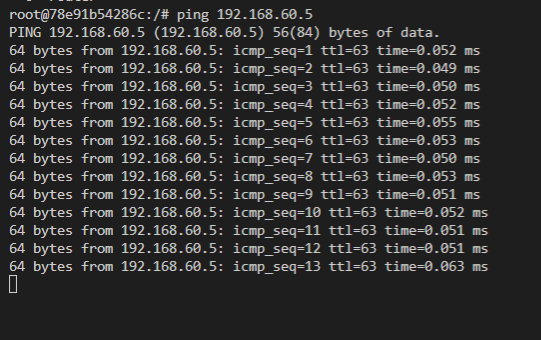 root@78e91b54286c:/# ping 192.168.60.5
PING 192.168.60.5 (192.168.60.5) 56(84) bytes of data.
64 bytes from 192.168.60.5: icmp_seq=1 ttl=63 time=0.052 ms
64 bytes from 192.168.60.5: icmp_seq=2 ttl=63 time=0.049 ms
64 bytes from 192.168.60.5: icmp_seq=3 ttl=63 time=0.050 ms
64 bytes from 192.168.60.5: icmp_seq=4 ttl=63 time=0.052 ms
64 bytes from 192.168.60.5: icmp_seq=5 ttl=63 time=0.055 ms
64 bytes from 192.168.60.5: icmp_seq=6 ttl=63 time=0.053 ms
64 bytes from 192.168.60.5: icmp_seq=7 ttl=63 time=0.050 ms
64 bytes from 192.168.60.5: icmp_seq=8 ttl=63 time=0.053 ms
64 bytes from 192.168.60.5: icmp_seq=9 ttl=63 time=0.051 ms
64 bytes from 192.168.60.5: icmp_seq=10 ttl=63 time=0.052 ms
64 bytes from 192.168.60.5: icmp_seq=11 ttl=63 time=0.051 ms
64 bytes from 192.168.60.5: icmp_seq=12 ttl=63 time=0.051 ms
64 bytes from 192.168.60.5: icmp_seq=13 ttl=63 time=0.063 ms